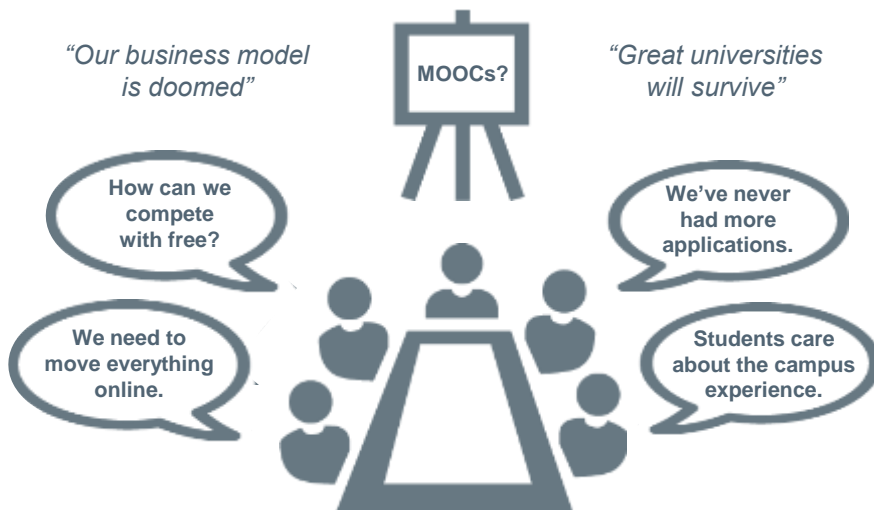 “Our business model
is doomed”
MOOCs?
“Great universities
will survive”
How can we
compete
with free?
We’ve never
had more
applications.
We need to
move everything
online.
Students care
about the campus
experience.